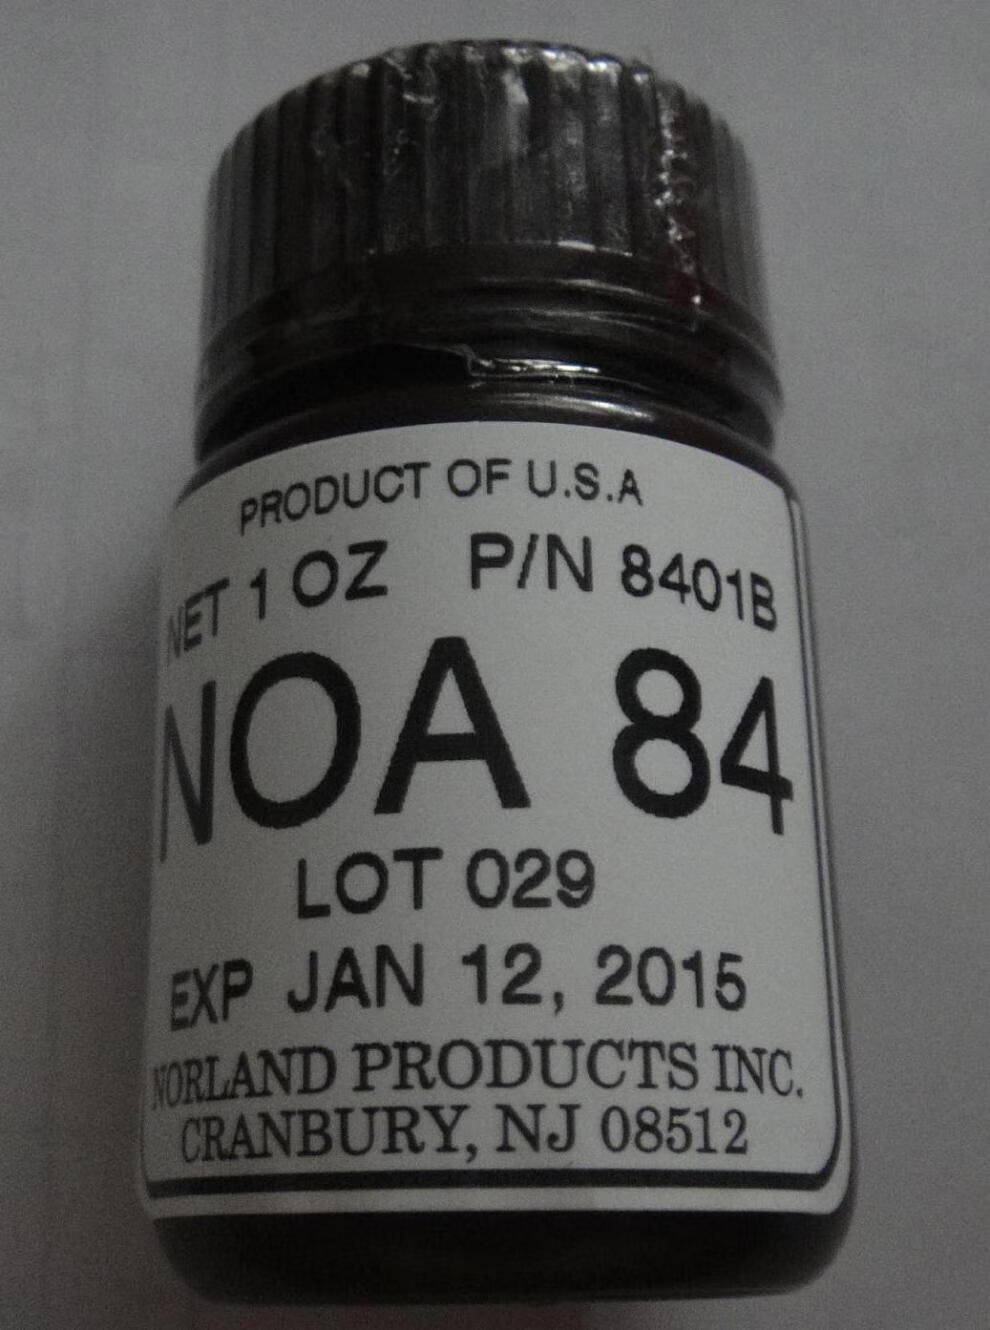 PRODUCT OF U.S.A
NET 1 OZ P/N 8401B
NOA 84
LOT 029
EXP JAN 12, 2015
NORLAND PRODUCTS INC.
CRANBURY, NJ 08512